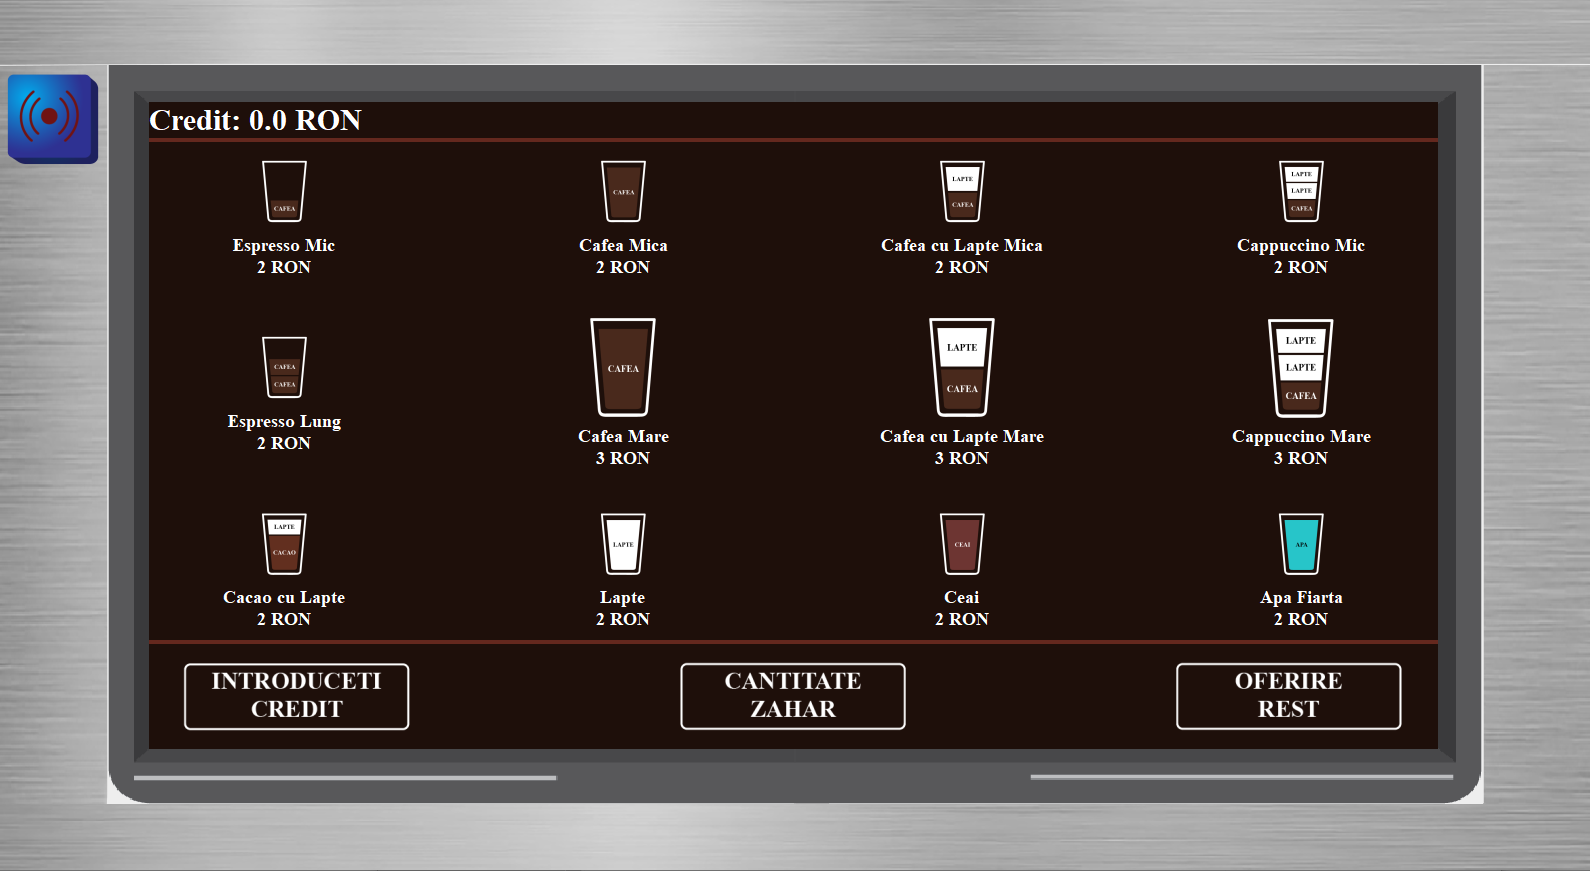 Credit: 0.0 RON
CAFEA
Espresso Mic
2 RON
CAFEA
Cafea Mica
2 RON
LAPTE
CAFEA
Cafea cu Lapte Mica
2 RON
LAPTE
LAPTE
CAFEA
Cappuccino Mic
2 RON
CAFEA
CAFEA
Espresso Lung
2 RON
CAFEA
Cafea Mare
3 RON
LAPTE
CAFEA
Cafea cu Lapte Mare
3 RON
LAPTE
LAPTE
CAFEA
Cappuccino Mare
3 RON
LAPTE
CACAO
Cacao cu Lapte
2 RON
LAPTE
Lapte
2 RON
CEAI
Ceai
2 RON
APA
Apa Fiarta
2 RON
INTRODUCETI
CREDIT
CANTITATE
ZAHAR
OFERIRE
REST